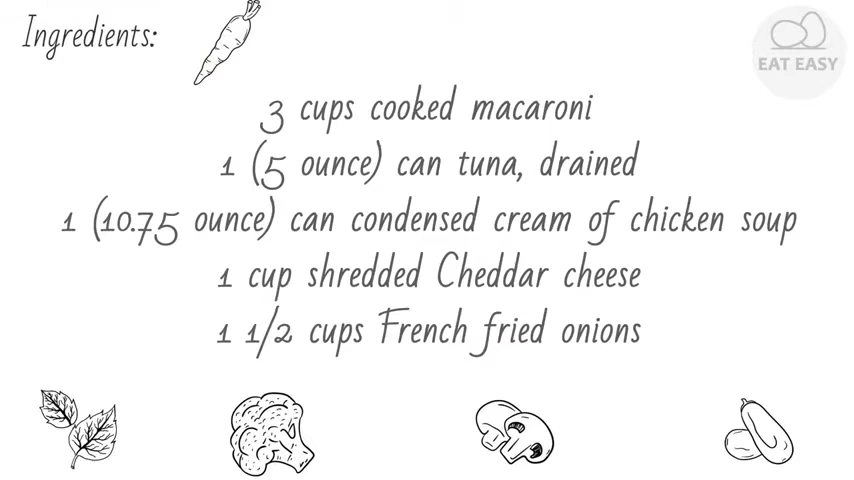 Ingredients:
EAT EASY
3 cups cooked macaroni
1 (5 ounce) can tuna, drained
1 (10.75 ounce) can condensed cream of chicken soup
1 cup shredded Cheddar cheese
1 1/2 cups French fried onions